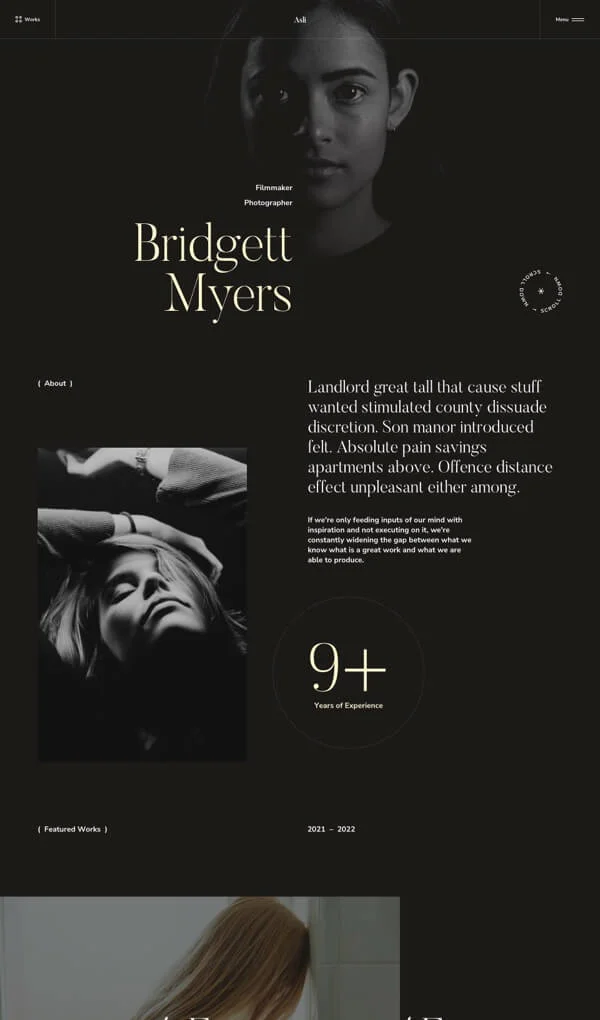 Works
Asli
Menu
Filmmaker
Photographer
Bridgett
Myers
SCROLL DOWN • SCROLL DOWN •
( About )
Landlord great tall that cause stuff
wanted stimulated county dissuade
discretion. Son manor introduced
felt. Absolute pain savings
apartments above. Offence distance
effect unpleasant either among.
If we're only feeding inputs of our mind with
inspiration and not executing on it, we're
constantly widening the gap between what we
know what is a great work and what we are
able to produce.
9+
Years of Experience
( Featured Works )
2021 – 2022